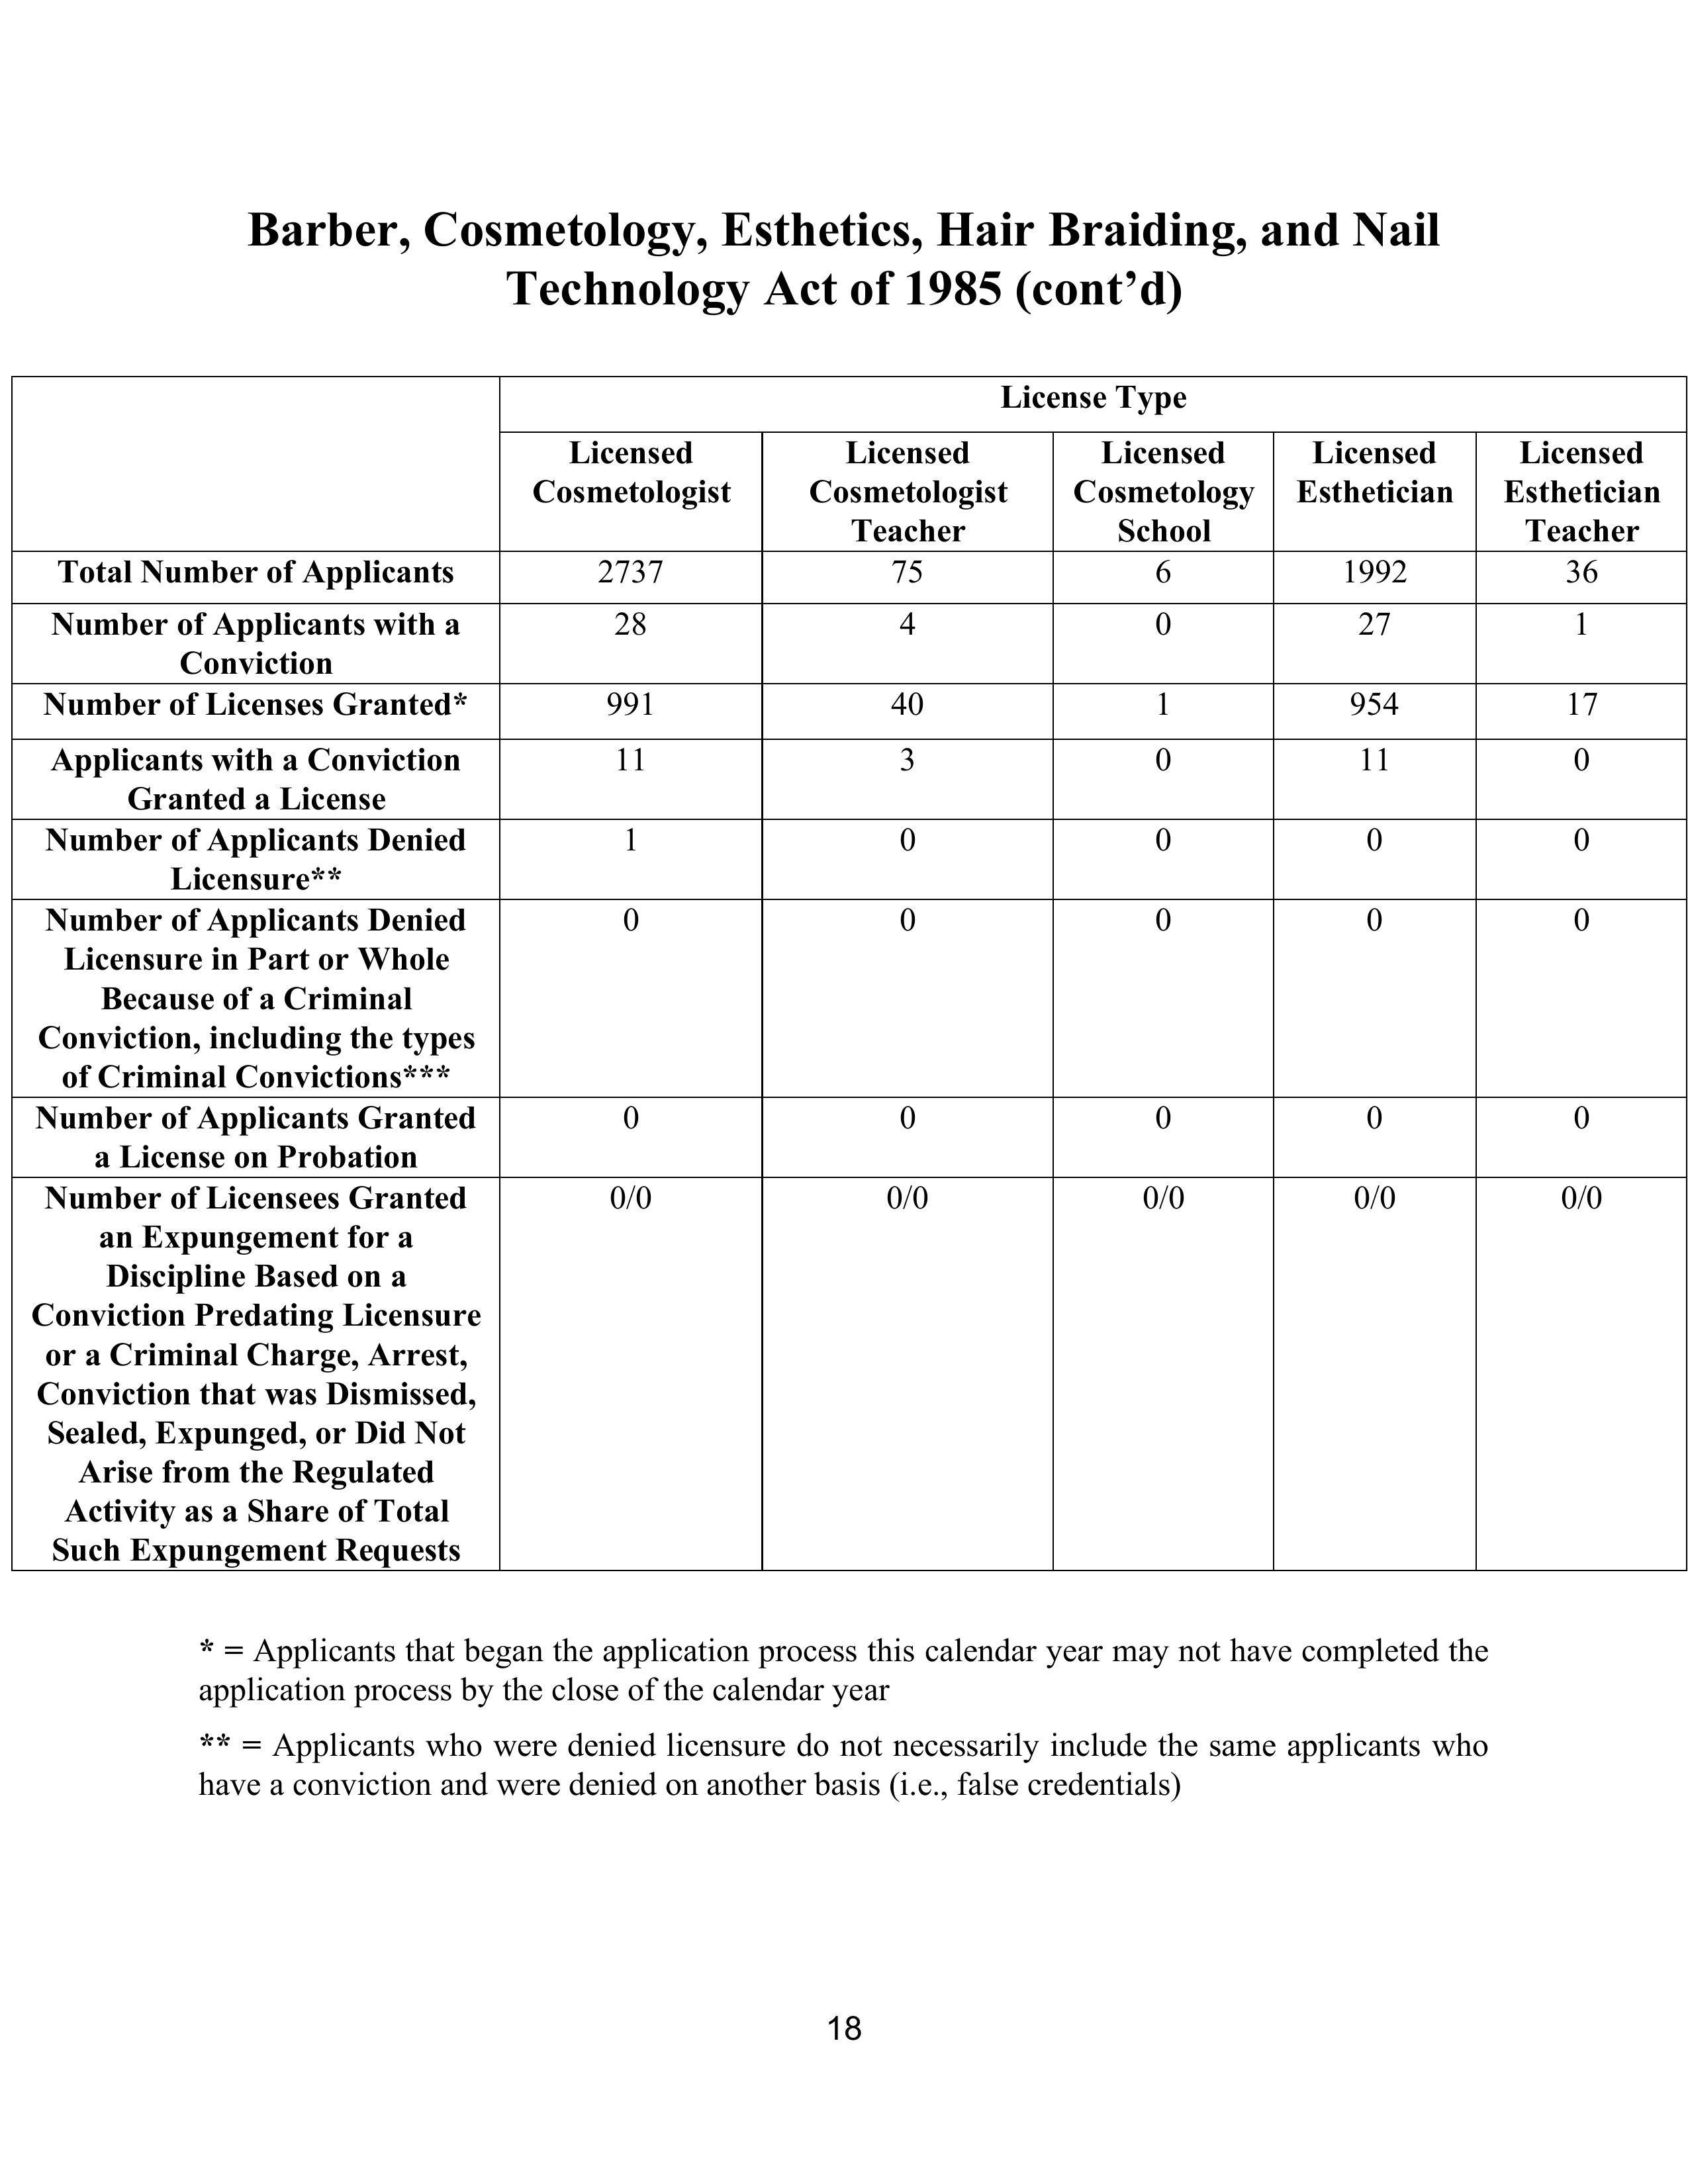 Barber, Cosmetology, Esthetics, Hair Braiding, and Nail
Technology Act of 1985 (cont’d)
License Type
Licensed Cosmetologist
Licensed Cosmetologist Teacher
Licensed Cosmetology School
Licensed Esthetician
Licensed Esthetician Teacher
Total Number of Applicants 2737 75 6 1992 36
Number of Applicants with a 28 4 0 27 1
Conviction
Number of Licenses Granted* 991 40 1 954 17
Applicants with a Conviction 11 3 0 11 0
Granted a License
Number of Applicants Denied 1 0 0 0 0
Licensure**
Number of Applicants Denied 0 0 0 0 0
Licensure in Part or Whole
Because of a Criminal
Conviction, including the types
of Criminal Convictions***
Number of Applicants Granted 0 0 0 0 0
a License on Probation
Number of Licensees Granted 0/0 0/0 0/0 0/0 0/0
an Expungement for a
Discipline Based on a
Conviction Predating Licensure
or a Criminal Charge, Arrest,
Conviction that was Dismissed,
Sealed, Expunged, or Did Not
Arise from the Regulated
Activity as a Share of Total
Such Expungement Requests
* = Applicants that began the application process this calendar year may not have completed the
application process by the close of the calendar year
** = Applicants who were denied licensure do not necessarily include the same applicants who
have a conviction and were denied on another basis (i.e., false credentials)
18